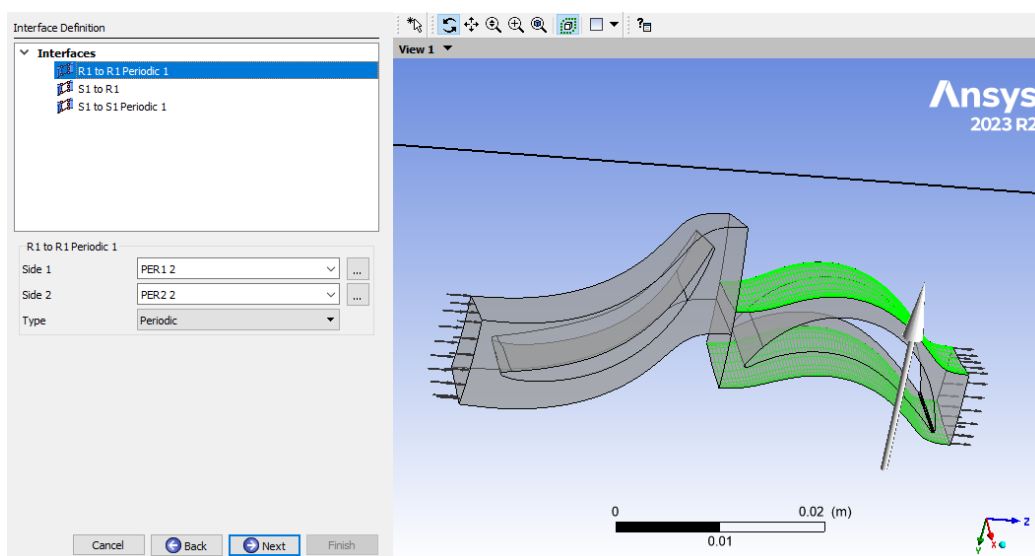 Interface Definition
Interfaces
R1 to R1 Periodic 1
S1 to R1
S1 to S1 Periodic 1
R1 to R1 Periodic 1
Side 1
PER1 2
...
Side 2
PER2 2
...
Type
Periodic
Cancel
Back
Next
Finish
View 1
Ansys
2023 R2
0
0.02 (m)
0.01
Z
X
Y